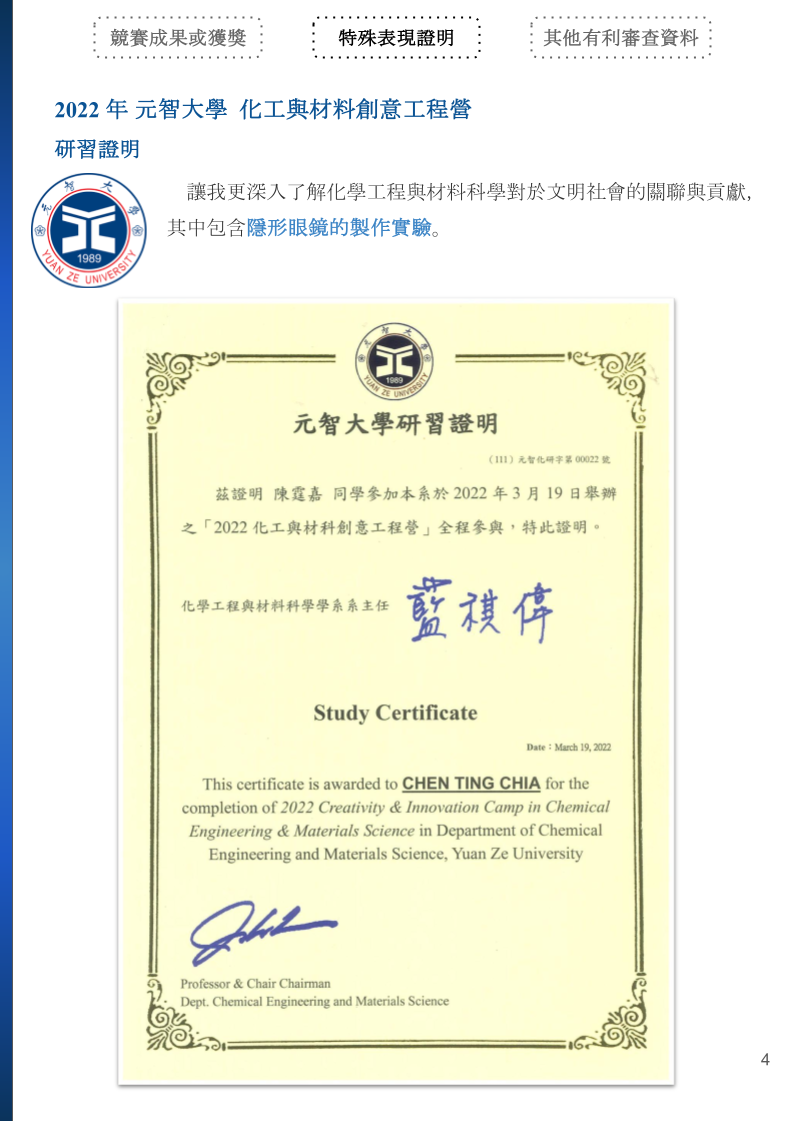 競賽成果或獲獎
特殊表現證明
其他有利審查資料
2022 年 元智大學 化工與材料創意工程營
研習證明
元智大學
1989
YUAN ZE UNIVERSITY
讓我更深入了解化學工程與材料科學對於文明社會的關聯與貢獻,
其中包含隱形眼鏡的製作實驗。
元智大學
1989
YUAN ZE UNIVERSITY
元智大學研習證明
（111）元智化研字第 00022 號
茲證明 陳霆嘉 同學參加本系於 2022 年 3 月 19 日舉辦
之「2022 化工與材料創意工程營」全程參與，特此證明。
化學工程與材料科學學系系主任 藍祺偉
Study Certificate
Date：March 19, 2022
This certificate is awarded to CHEN TING CHIA for the
completion of 2022 Creativity & Innovation Camp in Chemical
Engineering & Materials Science in Department of Chemical
Engineering and Materials Science, Yuan Ze University
Professor & Chair Chairman
Dept. Chemical Engineering and Materials Science
4